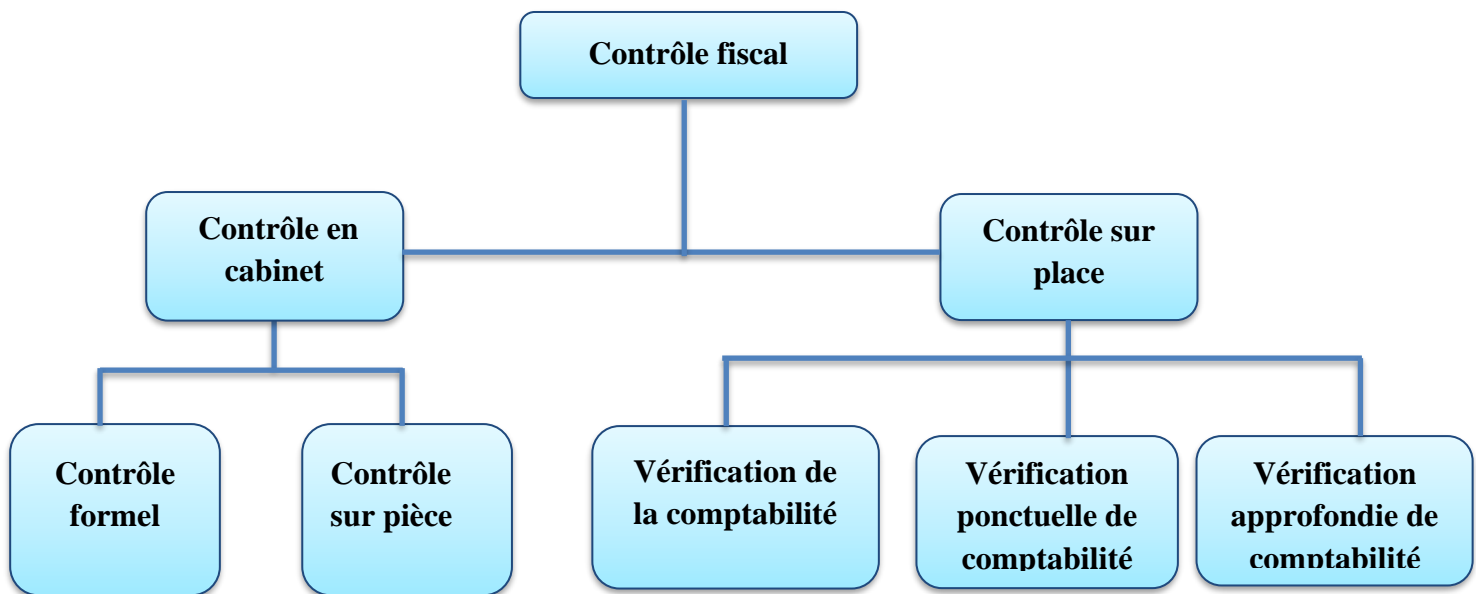 Contrôle fiscal
Contrôle en
cabinet
Contrôle sur
place
Contrôle
formel
Contrôle
sur pièce
Vérification de
la comptabilité
Vérification
ponctuelle de
comptabilité
Vérification
approfondie de
comptabilité